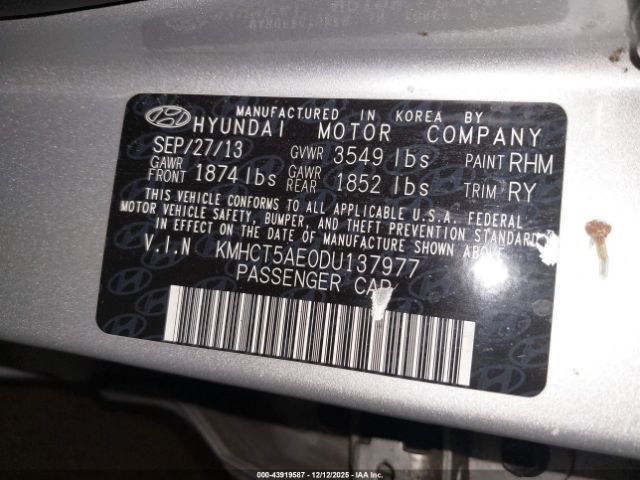 MANUFACTURED IN KOREA BY
HYUNDAI MOTOR COMPANY
SEP/27/13 GVWR 3549 lbs PAINT RHM
GAWR FRONT 1874 lbs GAWR REAR 1852 lbs TRIM RY
THIS VEHICLE CONFORMS TO ALL APPLICABLE U.S.A. FEDERAL
MOTOR VEHICLE SAFETY, BUMPER, AND THEFT PREVENTION STANDARDS
IN EFFECT ON THE DATE OF MANUFACTURE SHOWN ABOVE.
V.I.N KMHCT5AE0DU137977
PASSENGER CAR
000-43919587 - 12/12/2025 - IAA, Inc.